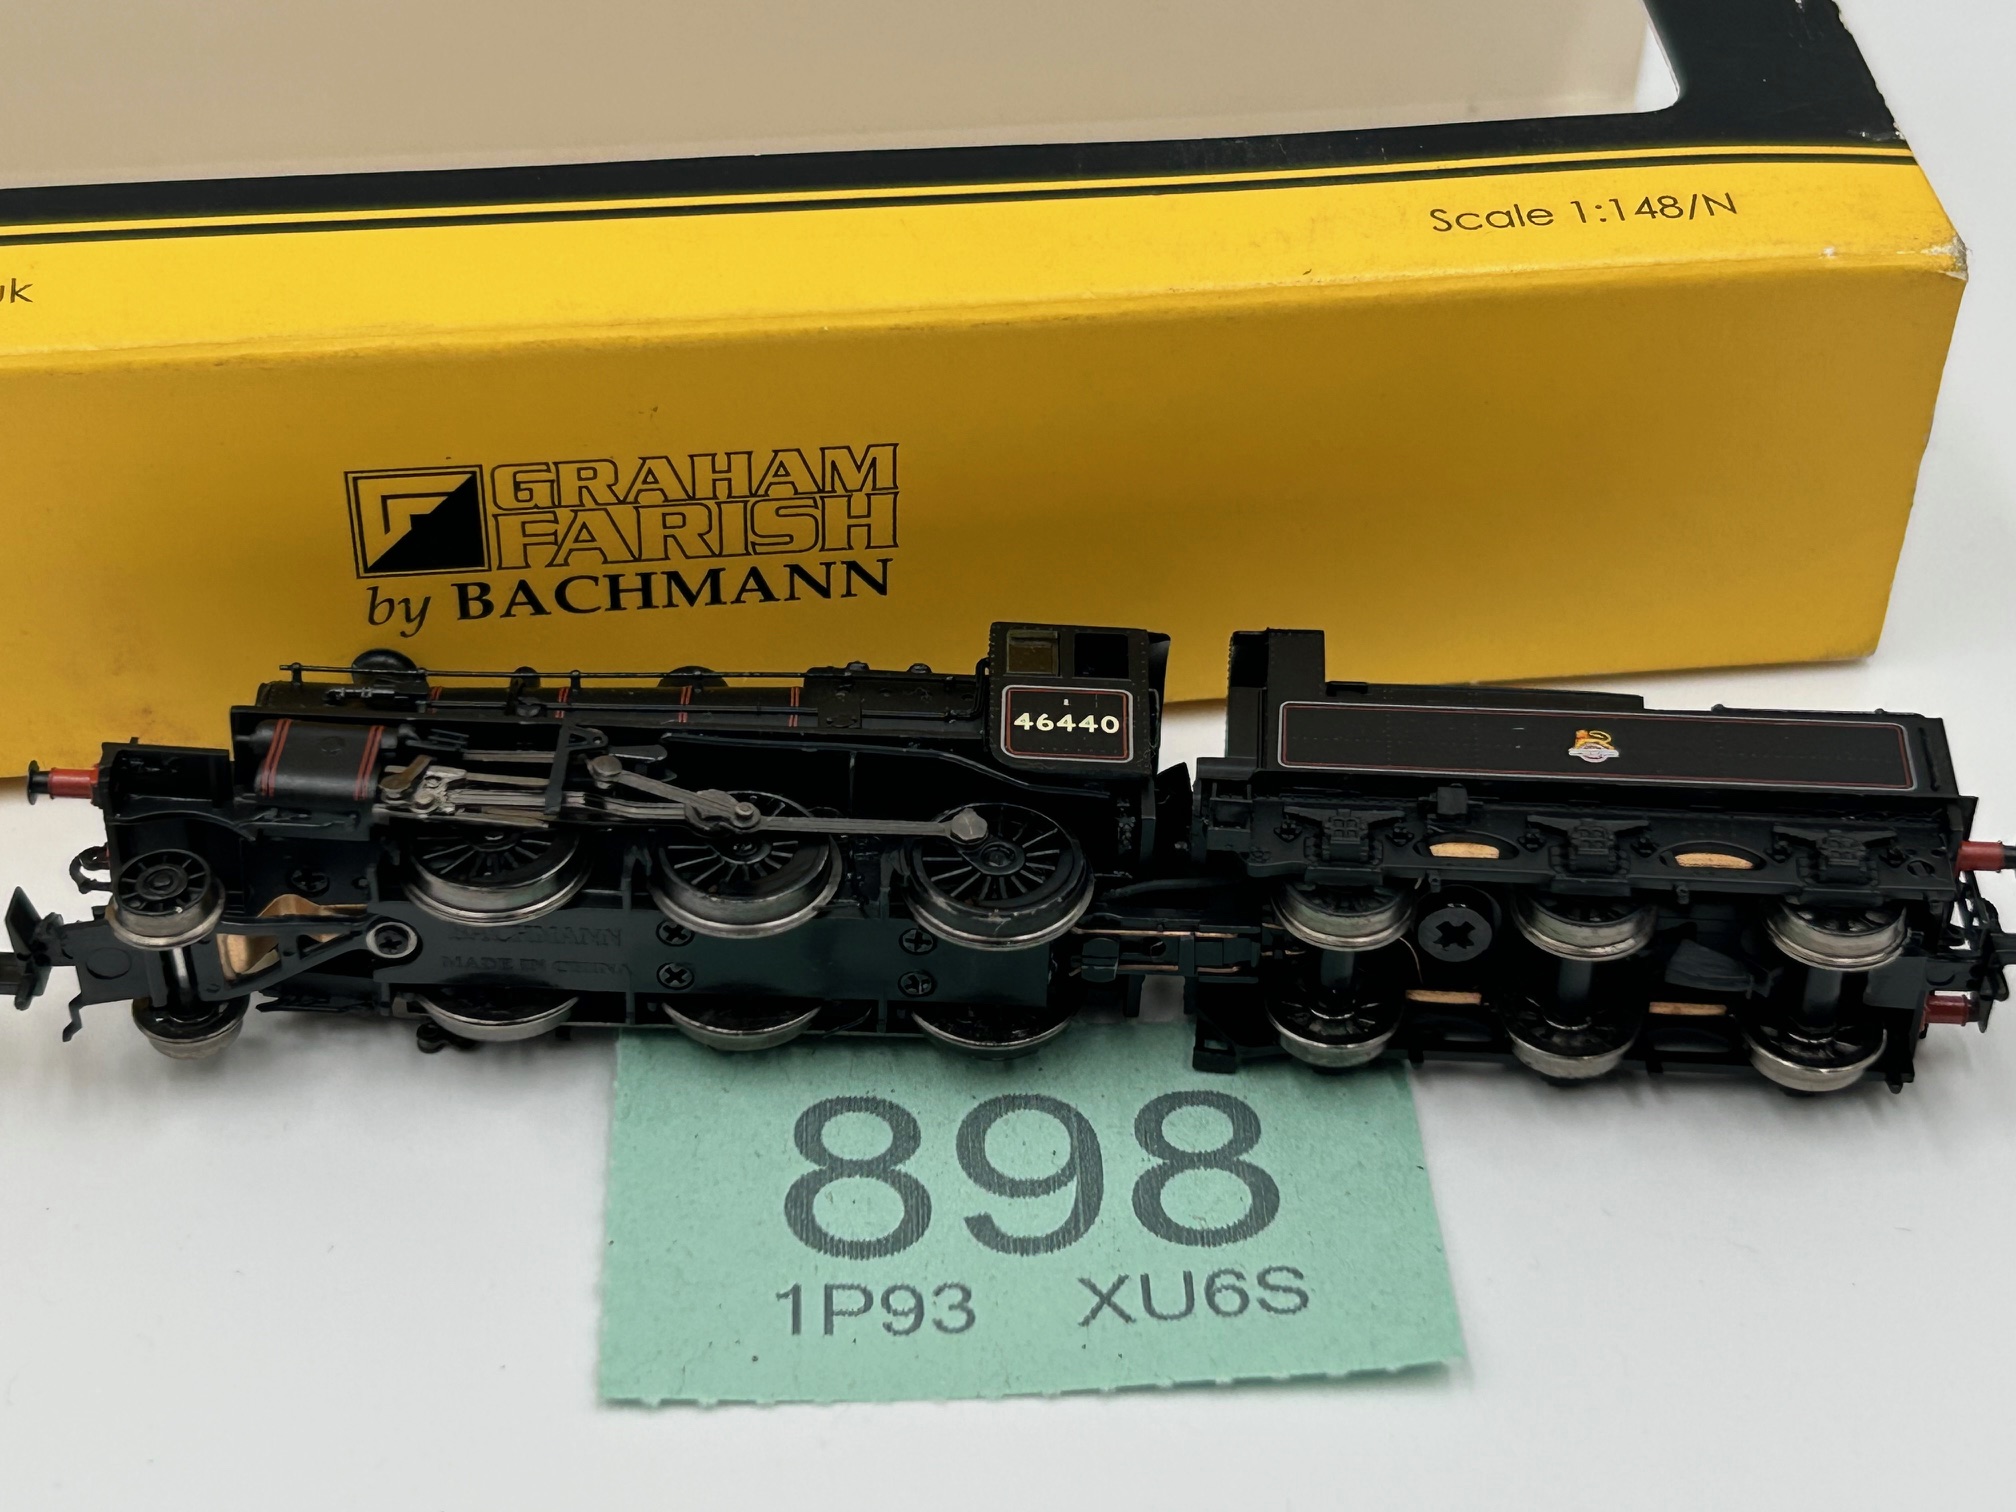 Scale 1:148/N
uk
GRAHAM
FARISH
by BACHMANN
46440
BACHMANN
MADE IN CHINA
898
1P93 XU6S